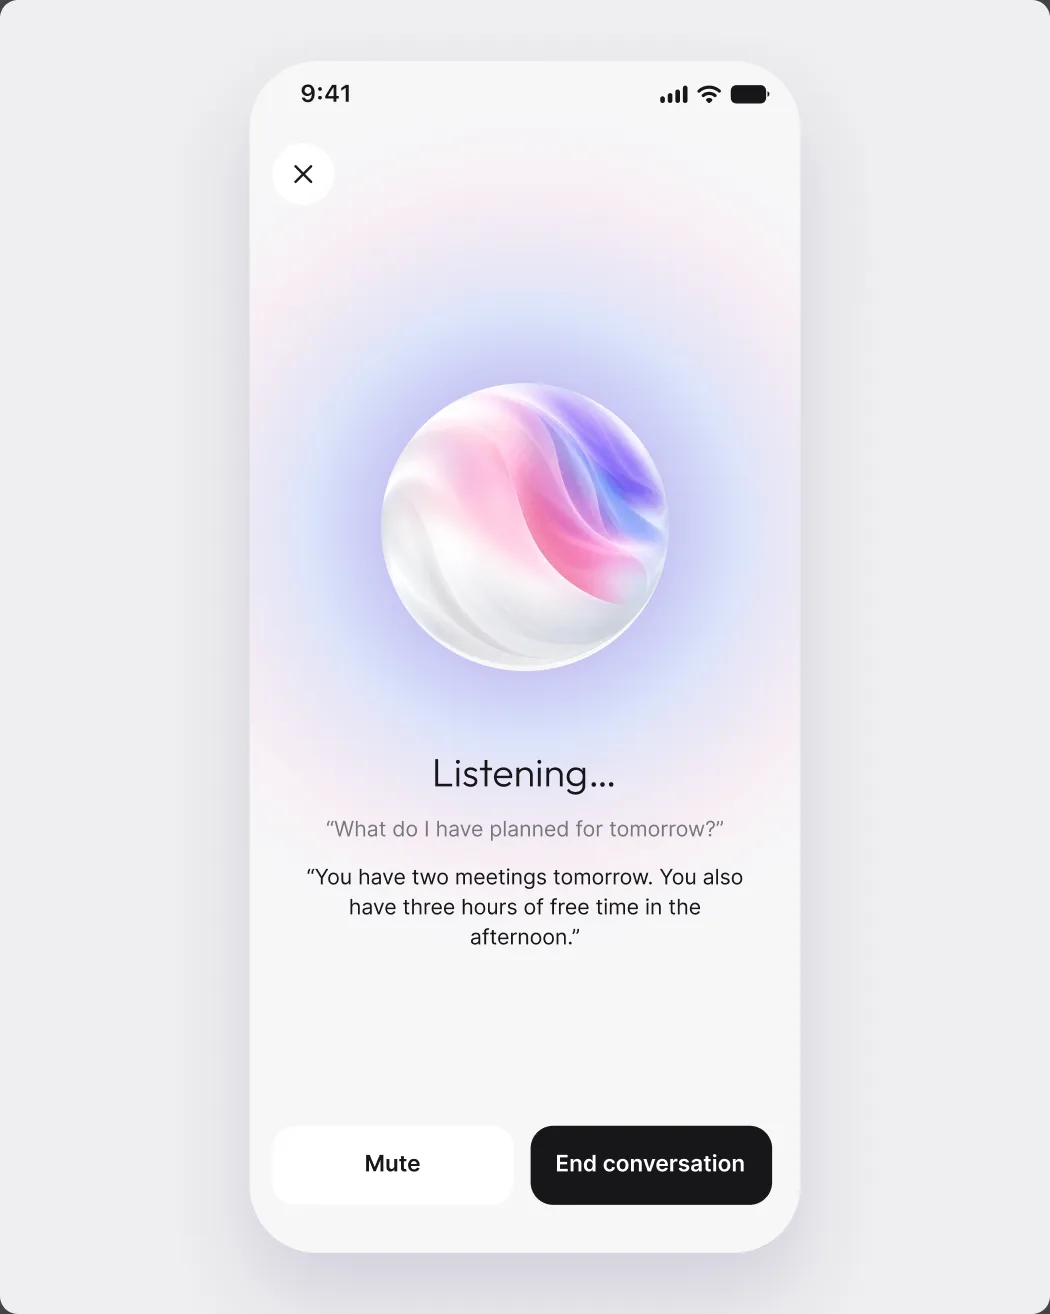 9:41
Listening...
“What do I have planned for tomorrow?”
“You have two meetings tomorrow. You also
have three hours of free time in the
afternoon.”
Mute
End conversation